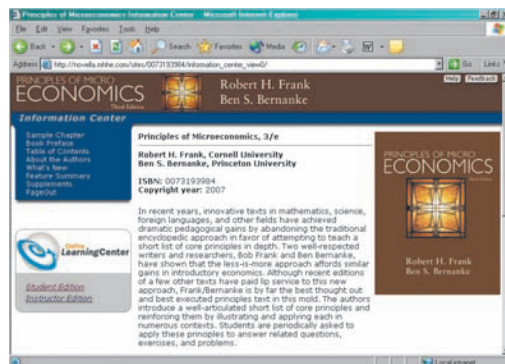 Principles of Microeconomics Information Center - Microsoft Internet Explorer
File Edit View Favorites Tools Help
Back Search Favorites Media
Address http://novella.mhhe.com/sites/0073193984/information_center_view0/ Go Links
PRINCIPLES OF MICRO
ECONOMICS
Third Edition
Robert H. Frank
Ben S. Bernanke
Help Feedback
Information Center
Sample Chapter
Book Preface
Table of Contents
About the Authors
What's New
Feature Summary
Supplements
PageOut
Online
LearningCenter
Student Edition
Instructor Edition
Principles of Microeconomics, 3/e
Robert H. Frank, Cornell University
Ben S. Bernanke, Princeton University
ISBN: 0073193984
Copyright year: 2007
In recent years, innovative texts in mathematics, science,
foreign languages, and other fields have achieved
dramatic pedagogical gains by abandoning the traditional
encyclopedic approach in favor of attempting to teach a
short list of core principles in depth. Two well-respected
writers and researchers, Bob Frank and Ben Bernanke,
have shown that the less-is-more approach affords similar
gains in introductory economics. Although recent editions
of a few other texts have paid lip service to this new
approach, Frank/Bernanke is by far the best thought out
and best executed principles text in this mold. The authors
introduce a well-articulated short list of core principles and
reinforcing them by illustrating and applying each in
numerous contexts. Students are periodically asked to
apply these principles to answer related questions,
exercises, and problems.
PRINCIPLES OF MICRO
ECONOMICS
Robert H. Frank
Ben S. Bernanke
Local intranet